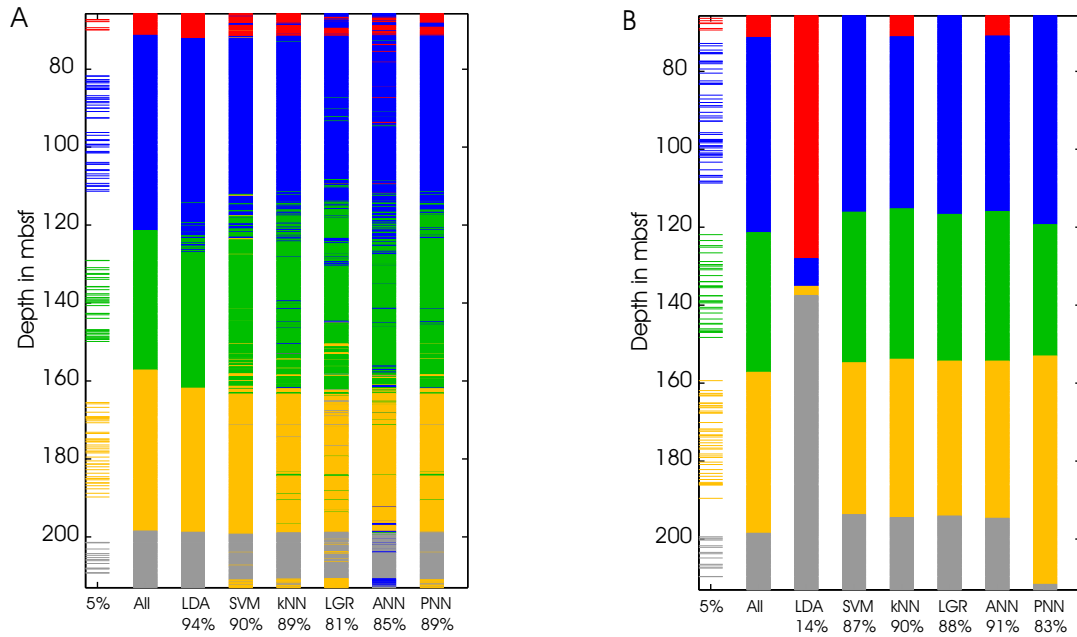 A
Depth in mbsf
80
100
120
140
160
180
200
5% All LDA SVM kNN LGR ANN PNN
94% 90% 89% 81% 85% 89%
B
Depth in mbsf
80
100
120
140
160
180
200
5% All LDA SVM kNN LGR ANN PNN
14% 87% 90% 88% 91% 83%